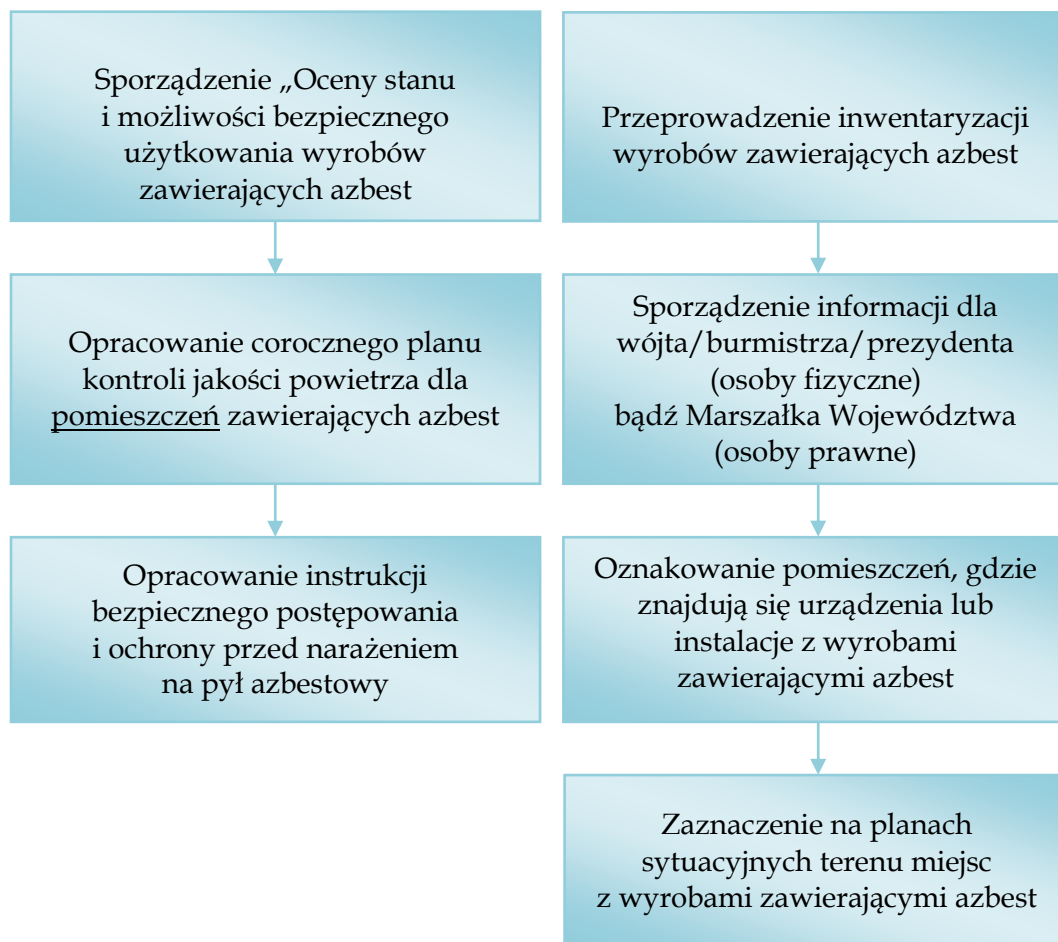 Sporządzenie „Oceny stanu
i możliwości bezpiecznego
użytkowania wyrobów
zawierających azbest
Opracowanie corocznego planu
kontroli jakości powietrza dla
pomieszczeń zawierających azbest
Opracowanie instrukcji
bezpiecznego postępowania
i ochrony przed narażeniem
na pył azbestowy
Przeprowadzenie inwentaryzacji
wyrobów zawierających azbest
Sporządzenie informacji dla
wójta/burmistrza/prezydenta
(osoby fizyczne)
bądź Marszałka Województwa
(osoby prawne)
Oznakowanie pomieszczeń, gdzie
znajdują się urządzenia lub
instalacje z wyrobami
zawierającymi azbest
Zaznaczenie na planach
sytuacyjnych terenu miejsc
z wyrobami zawierającymi azbest